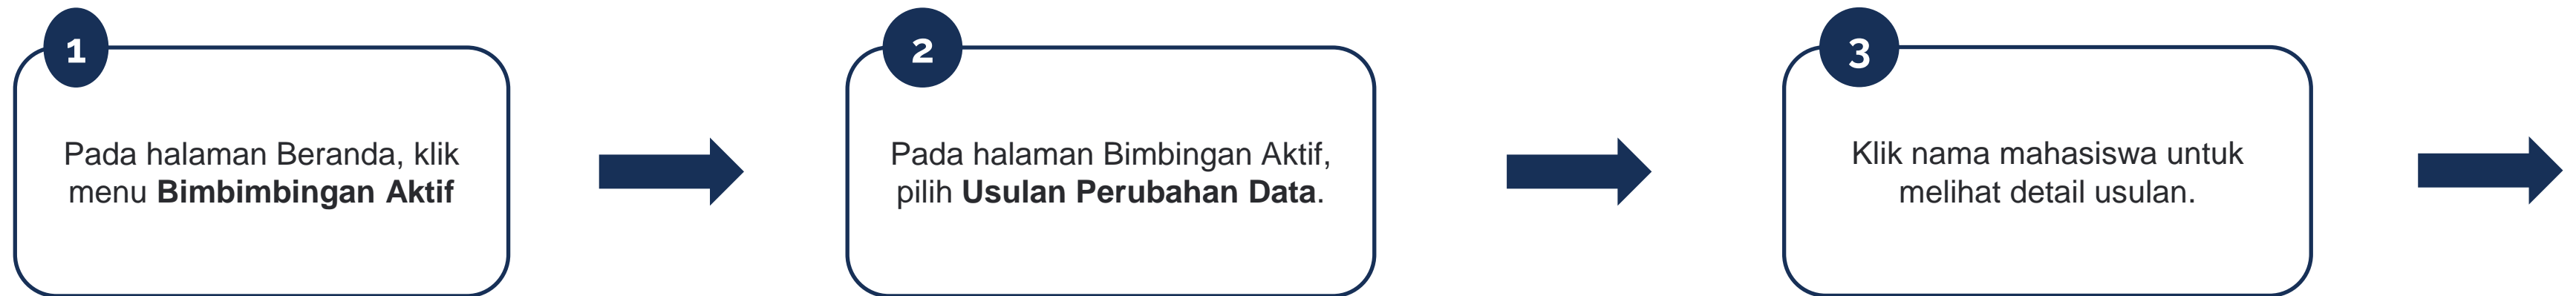 1
Pada halaman Beranda, klik
menu Bimbimbingan Aktif
2
Pada halaman Bimbingan Aktif,
pilih Usulan Perubahan Data.
3
Klik nama mahasiswa untuk
melihat detail usulan.